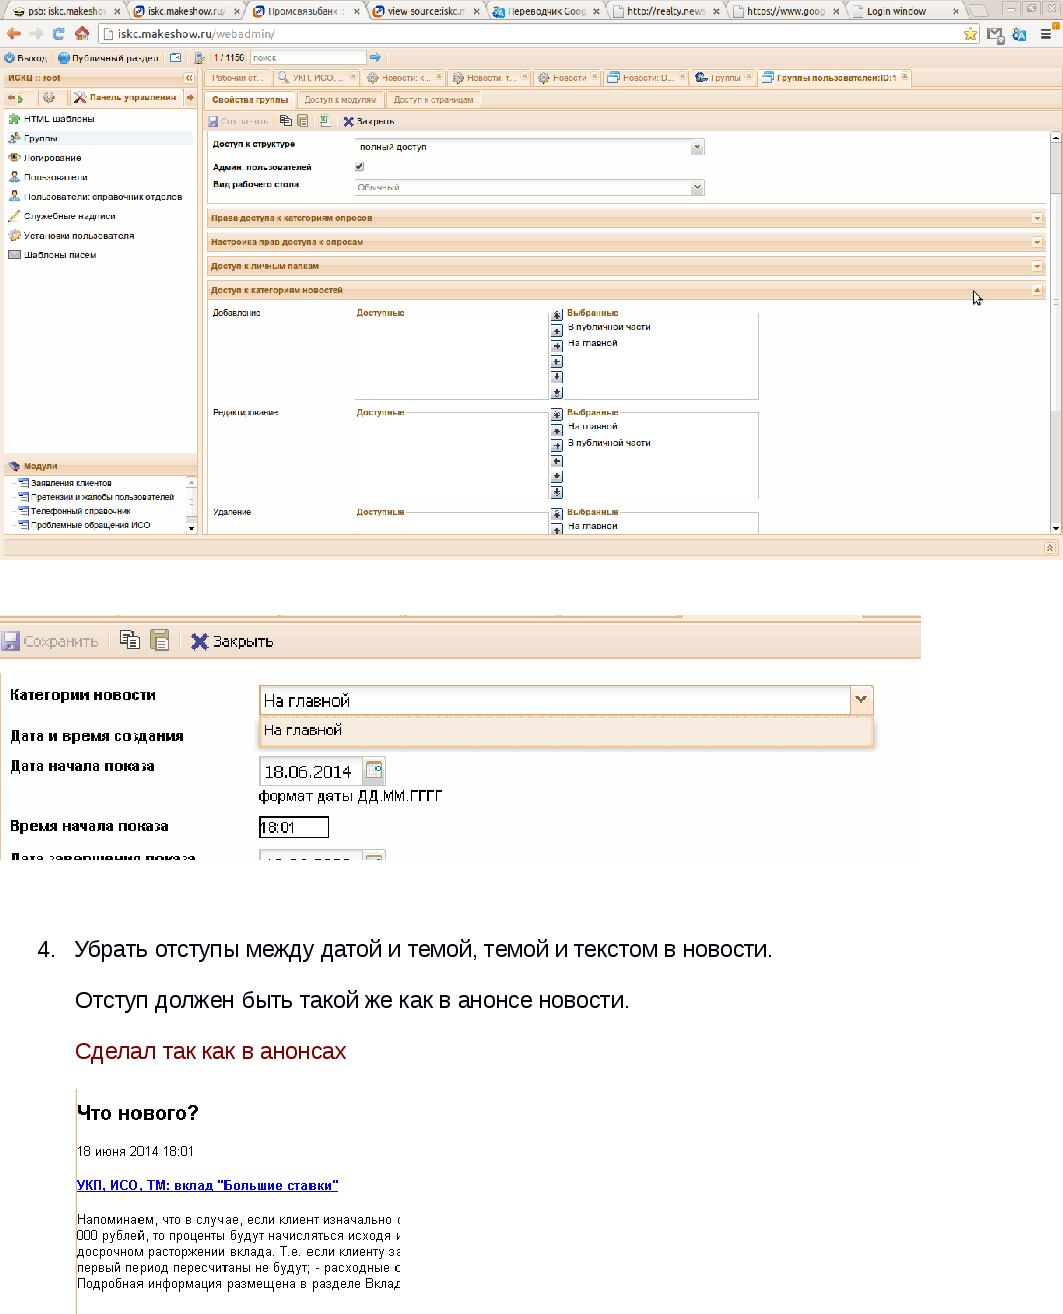 psb: iskc.makeshow
iskc.makeshow.ru/
Промсвязьбанк ::
view-source:iskc.m
Переводчик Goog
http://realty.news.
https://www.goog
Login window
iskc.makeshow.ru/webadmin/
Выход Публичный раздел 1 / 1156 поиск
ИСКЦ :: root
Рабочий ст... УКП, ИСО, ... Новости: к... Новости: т... Новости Новости:ID... Группы Группы пользователей:ID:1
Панель управления
Свойства группы Доступ к модулям Доступ к страницам
Сохранить Закрыть
HTML шаблоны
Группы
Логирование
Пользователи
Пользователи: справочник отделов
Служебные надписи
Установки пользователя
Шаблоны писем
Доступ к структуре полный доступ
Админ. пользователей
Вид рабочего стола Обычный
Права доступа к категориям опросов
Настройка прав доступа к опросам
Доступ к личным папкам
Доступ к категориям новостей
Добавление Доступные Выбранные
В публичной части
На главной
Редактирование Доступные Выбранные
На главной
В публичной части
Удаление Доступные Выбранные
На главной
Модули
Заявления клиентов
Претензии и жалобы пользователей
Телефонный справочник
Проблемные обращения ИСО
Сохранить Закрыть
Категории новости На главной
На главной
Дата и время создания
Дата начала показа 18.06.2014
формат даты ДД.ММ.ГГГГ
Время начала показа 18:01
Дата завершения показа
4. Убрать отступы между датой и темой, темой и текстом в новости.
Отступ должен быть такой же как в анонсе новости.
Сделал так как в анонсах
Что нового?
18 июня 2014 18:01
УКП, ИСО, ТМ: вклад "Большие ставки"
Напоминаем, что в случае, если клиент изначально
000 рублей, то проценты будут начисляться исходя
досрочном расторжении вклада. Т.е. если клиенту за
первый период пересчитаны не будут; - расходные
Подробная информация размещена в разделе Вклад